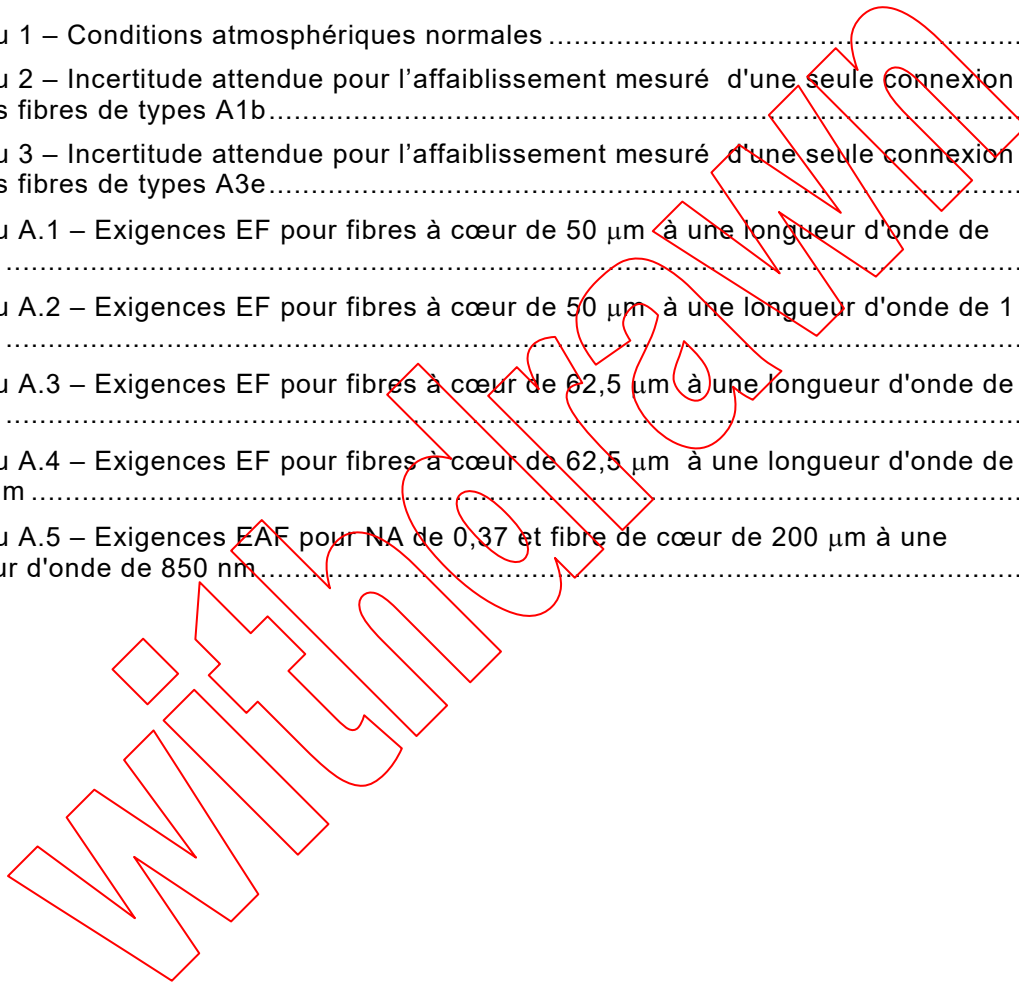 u 1 – Conditions atmosphériques normales ................................................................
u 2 – Incertitude attendue pour l’affaiblissement mesuré d'une seule connexion
s fibres de types A1b................................................................
u 3 – Incertitude attendue pour l’affaiblissement mesuré d'une seule connexion
s fibres de types A3e................................................................
u A.1 – Exigences EF pour fibres à cœur de 50 μm à une longueur d'onde de
................................................................
u A.2 – Exigences EF pour fibres à cœur de 50 μm à une longueur d'onde de 1
................................................................
u A.3 – Exigences EF pour fibres à cœur de 62,5 μm à une longueur d'onde de
................................................................
u A.4 – Exigences EF pour fibres à cœur de 62,5 μm à une longueur d'onde de
m ................................................................
u A.5 – Exigences EAF pour NA de 0,37 et fibre de cœur de 200 μm à une
ur d'onde de 850 nm................................................................
withdrawn